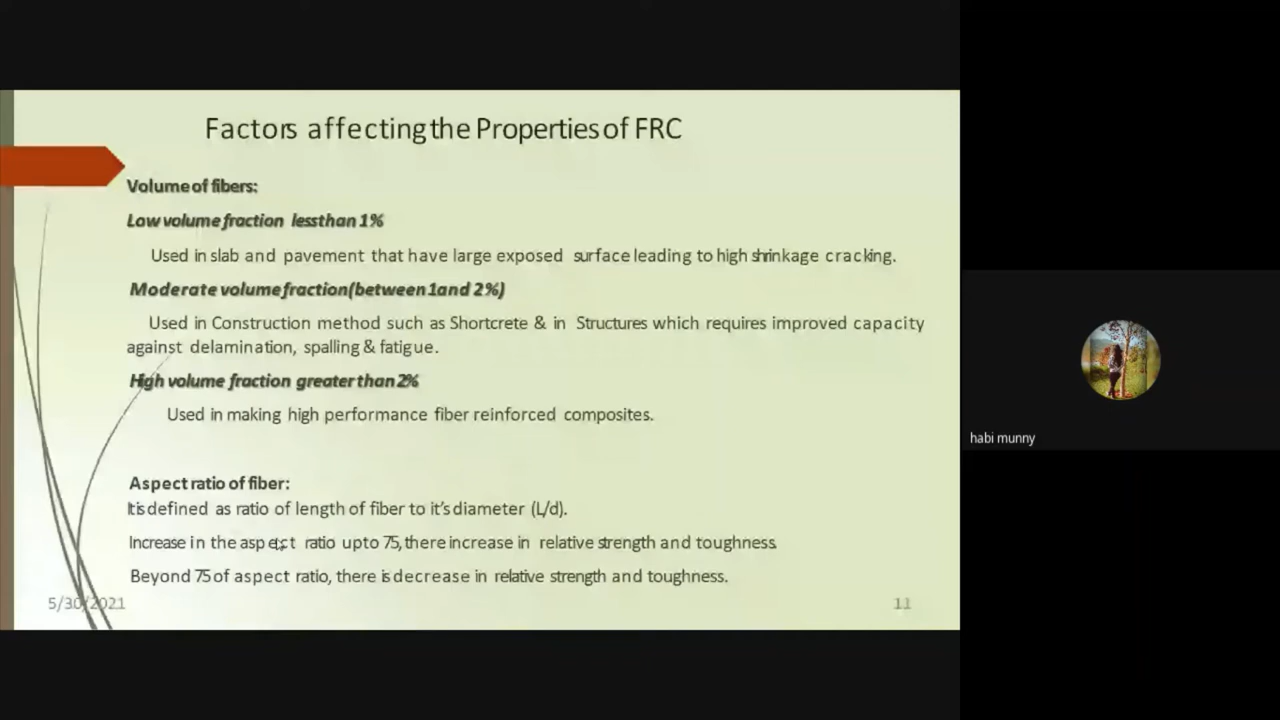 Factors affecting the Properties of FRC
Volume of fibers:
Low volume fraction less than 1%
Used in slab and pavement that have large exposed surface leading to high shrinkage cracking.
Moderate volume fraction(between 1and 2%)
Used in Construction method such as Shortcrete & in Structures which requires improved capacity
against delamination, spalling & fatigue.
High volume fraction greater than 2%
Used in making high performance fiber reinforced composites.
Aspect ratio of fiber:
It is defined as ratio of length of fiber to it's diameter (L/d).
Increase in the aspect ratio upto 75, there increase in relative strength and toughness.
Beyond 75 of aspect ratio, there is decrease in relative strength and toughness.
5/30/2021
11
habi munny